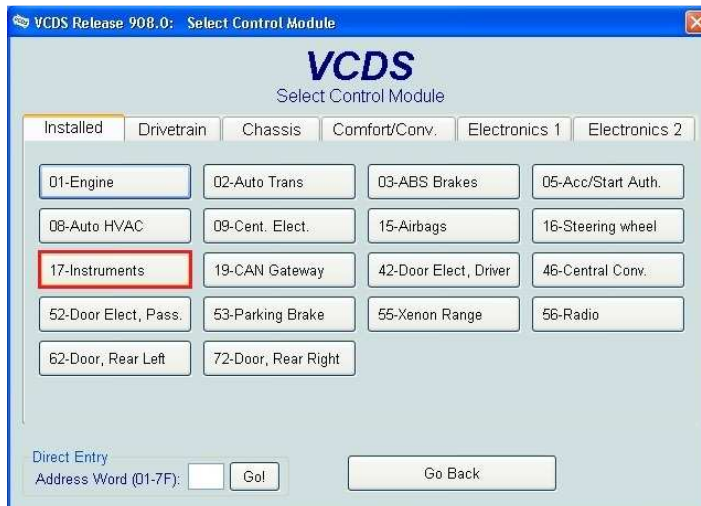 VCDS Release 908.0: Select Control Module
VCDS
Select Control Module
Installed Drivetrain Chassis Comfort/Conv. Electronics 1 Electronics 2
01-Engine 02-Auto Trans 03-ABS Brakes 05-Acc/Start Auth.
08-Auto HVAC 09-Cent. Elect. 15-Airbags 16-Steering wheel
17-Instruments 19-CAN Gateway 42-Door Elect, Driver 46-Central Conv.
52-Door Elect, Pass. 53-Parking Brake 55-Xenon Range 56-Radio
62-Door, Rear Left 72-Door, Rear Right
Direct Entry
Address Word (01-7F): Go! Go Back